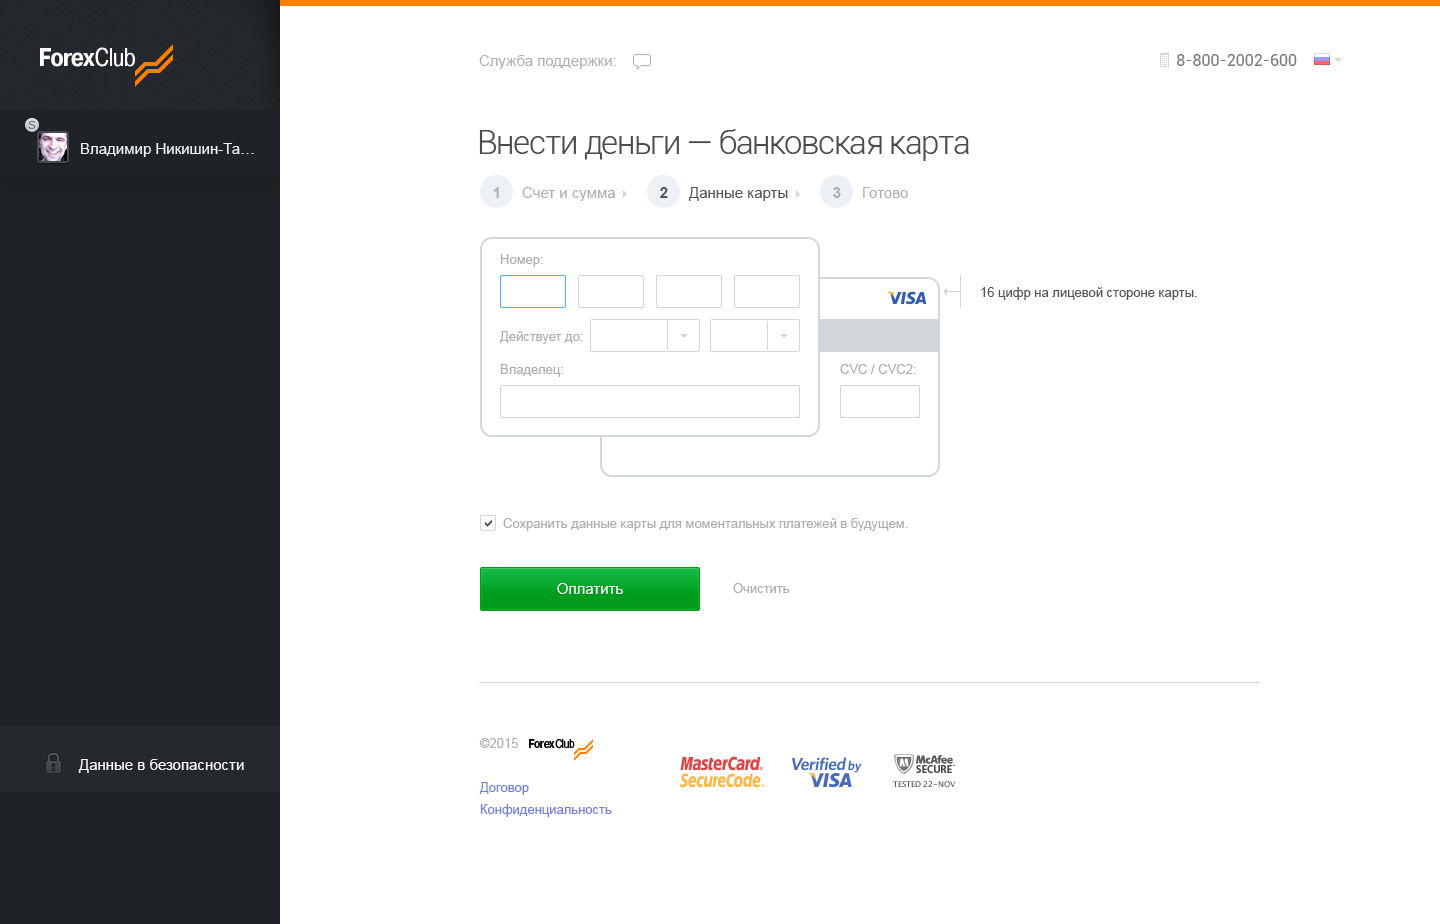 ForexClub
S
Владимир Никишин-Та...
Данные в безопасности
Служба поддержки:
8-800-2002-600
Внести деньги — банковская карта
1 Счет и сумма
2 Данные карты
3 Готово
Номер:
Действует до:
Владелец:
VISA
CVC / CVC2:
16 цифр на лицевой стороне карты.
Сохранить данные карты для моментальных платежей в будущем.
Оплатить
Очистить
©2015 ForexClub
Договор
Конфиденциальность
MasterCard.
SecureCode.
Verified by
VISA
M McAfee
SECURE
TESTED 22-NOV